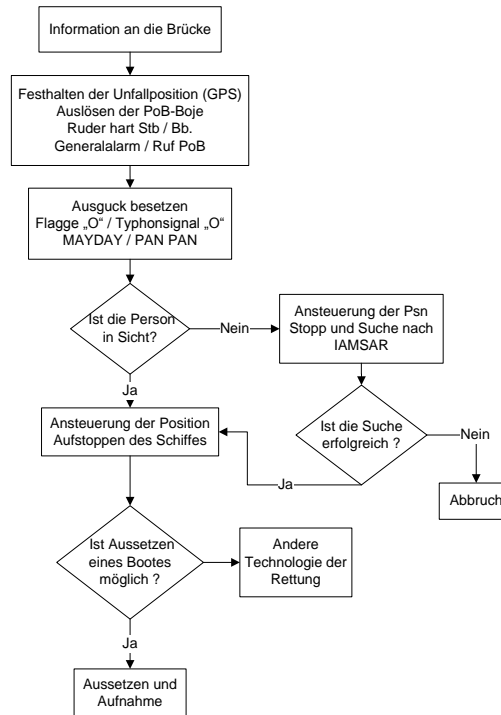 Information an die Brücke
Festhalten der Unfallposition (GPS)
Auslösen der PoB-Boje
Ruder hart Stb / Bb.
Generalalarm / Ruf PoB
Ausguck besetzen
Flagge „O“ / Typhonsignal „O“
MAYDAY / PAN PAN
Ist die Person
in Sicht?
Nein
Ansteuerung der Psn
Stopp und Suche nach
IAMSAR
Ja
Ansteuerung der Position
Aufstoppen des Schiffes
Ist die Suche
erfolgreich ?
Nein
Ja
Abbruch
Ist Aussetzen
eines Bootes
möglich ?
Andere
Technologie der
Rettung
Ja
Aussetzen und
Aufnahme